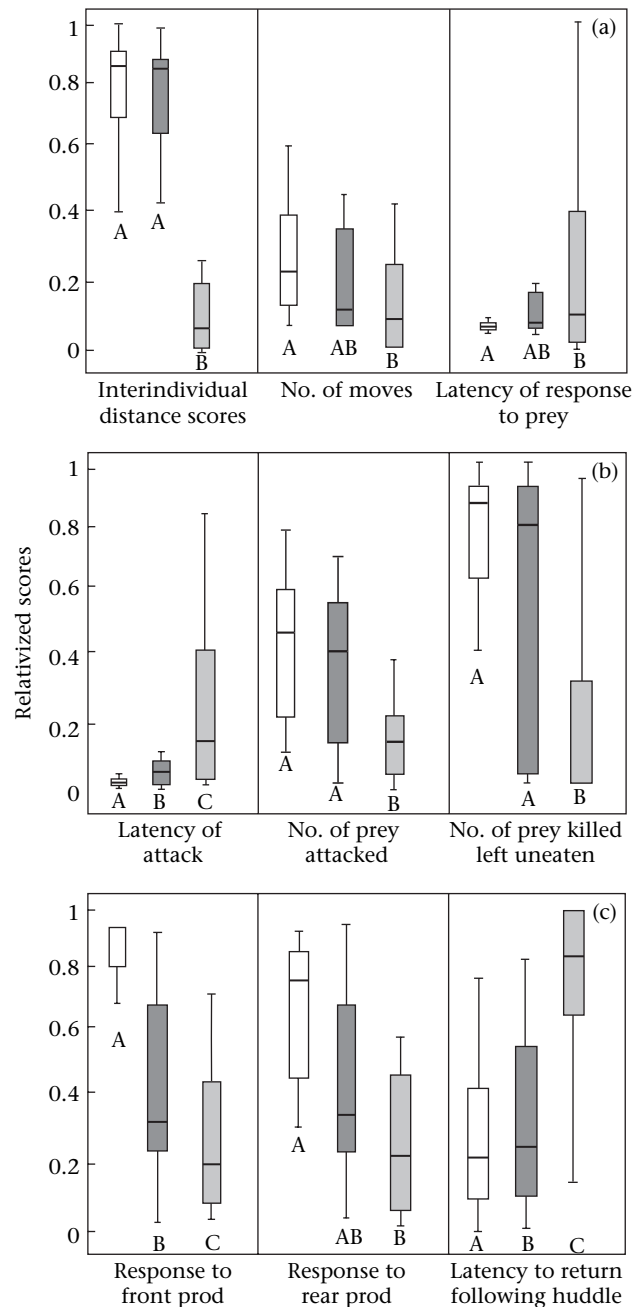 (a)
1
0.8
0.6
0.4
0.2
0
A
A
B
A
AB
B
A
AB
B
Interindividual
distance scores
No. of moves
Latency of response
to prey
Relativized scores
(b)
1
0.8
0.4
0.2
0
A
B
C
A
A
B
A
A
B
Latency of
attack
No. of prey
attacked
No. of prey killed
left uneaten
(c)
1
0.8
0.6
0.4
0.2
0
A
B
C
A
AB
B
A
B
C
Response to
front prod
Response to
rear prod
Latency to return
following huddle